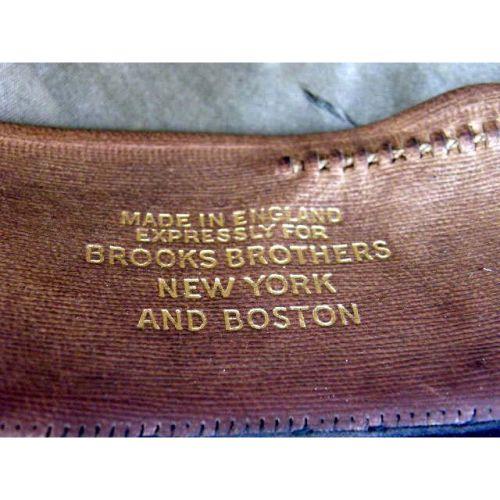 MADE IN ENGLAND
EXPRESSLY FOR
BROOKS BROTHERS
NEW YORK
AND BOSTON